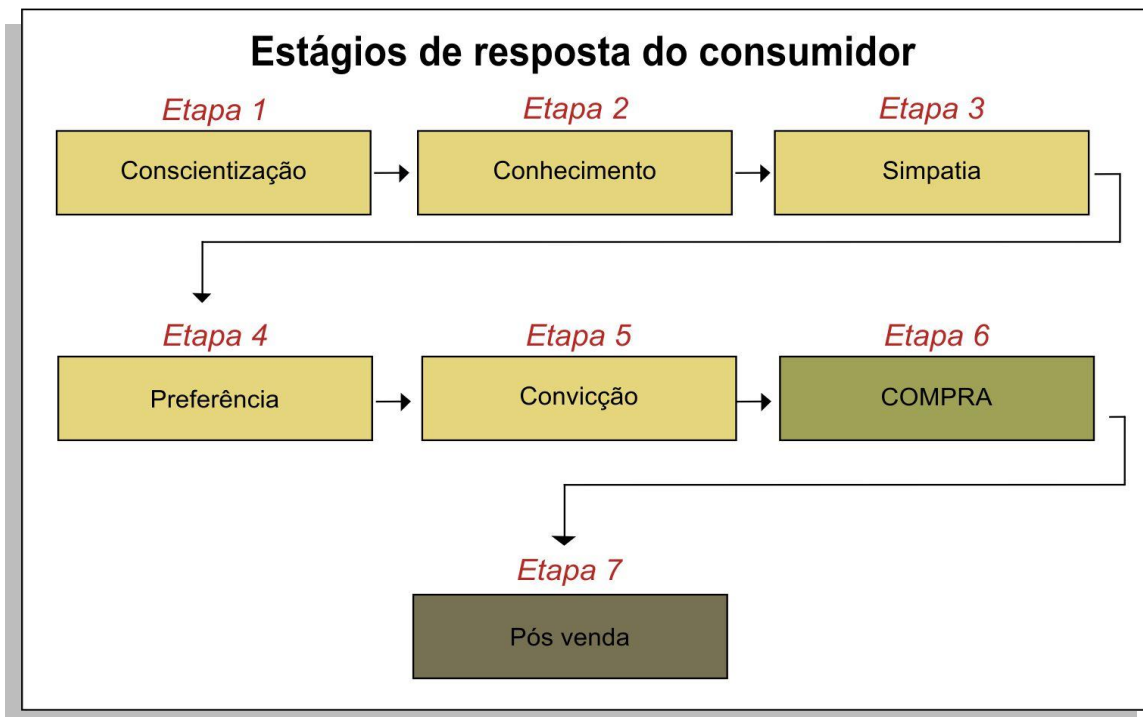 Estágios de resposta do consumidor
Etapa 1
Etapa 2
Etapa 3
Conscientização
Conhecimento
Simpatia
Etapa 4
Etapa 5
Etapa 6
Preferência
Convicção
COMPRA
Etapa 7
Pós venda